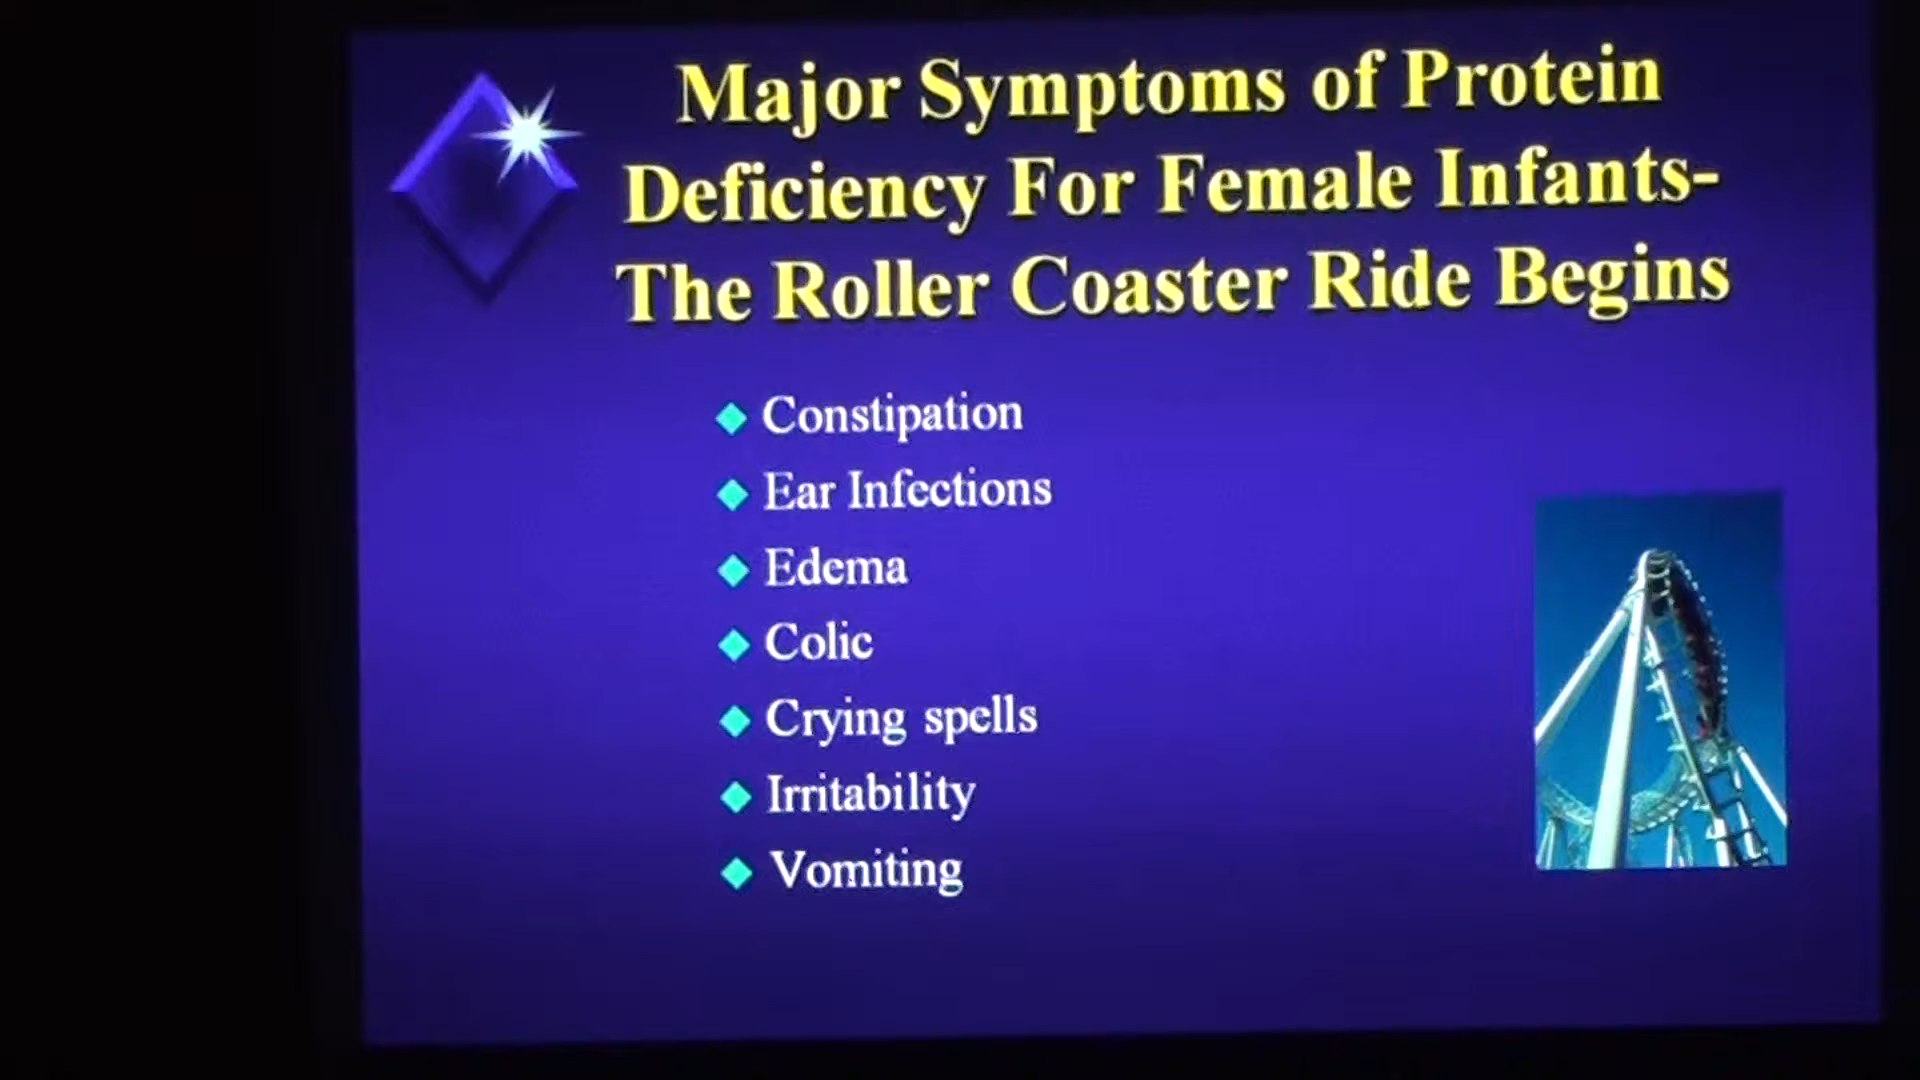 Major Symptoms of Protein
Deficiency For Female Infants-
The Roller Coaster Ride Begins
Constipation
Ear Infections
Edema
Colic
Crying spells
Irritability
Vomiting